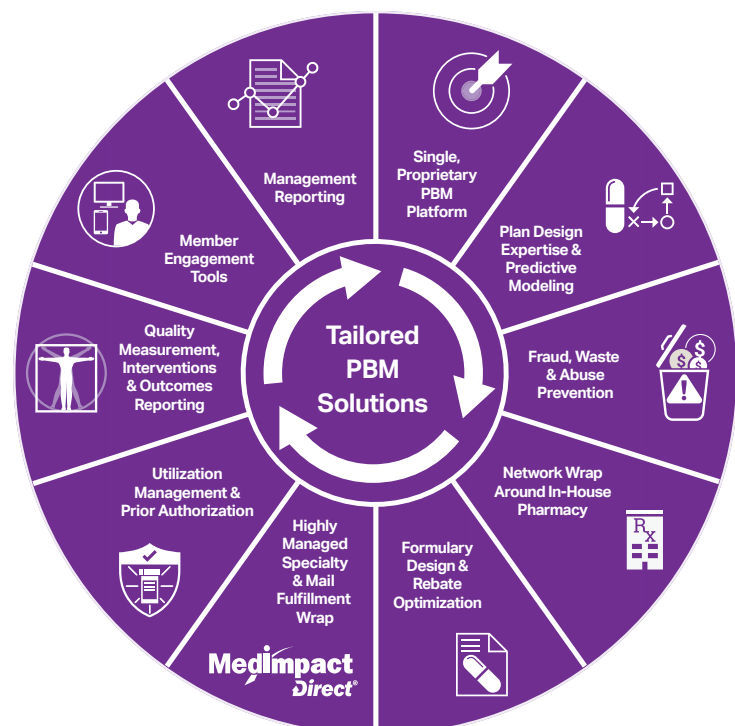 Tailored
PBM
Solutions
Single,
Proprietary
PBM
Platform
Plan Design
Expertise &
Predictive
Modeling
Fraud, Waste
& Abuse
Prevention
$
$
$
Network Wrap
Around In-House
Pharmacy
Rx
Formulary
Design &
Rebate
Optimization
Highly
Managed
Specialty
& Mail
Fulfillment
Wrap
MedImpact
Direct®
Utilization
Management &
Prior Authorization
Quality
Measurement,
Interventions
& Outcomes
Reporting
Member
Engagement
Tools
Management
Reporting